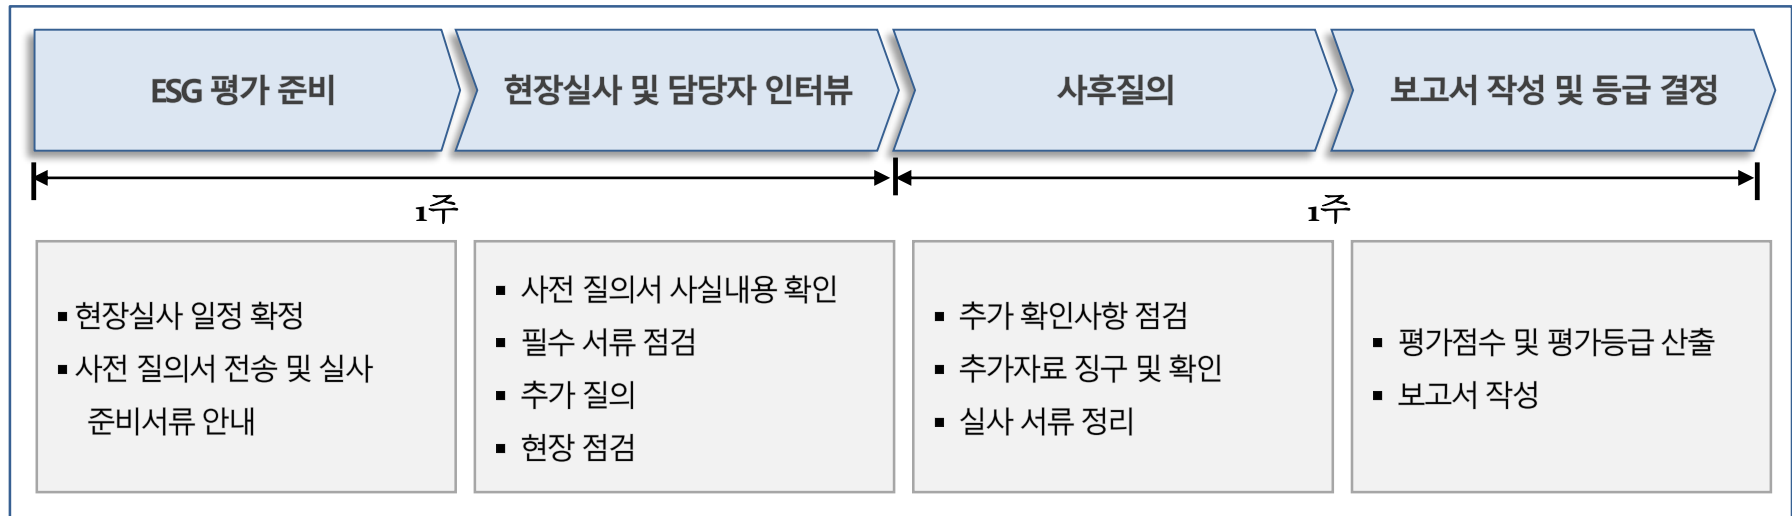 ESG 평가 준비
현장실사 및 담당자 인터뷰
사후질의
보고서 작성 및 등급 결정
1주
1주
▪ 현장실사 일정 확정
▪ 사전 질의서 전송 및 실사
준비서류 안내
▪ 사전 질의서 사실내용 확인
▪ 필수 서류 점검
▪ 추가 질의
▪ 현장 점검
▪ 추가 확인사항 점검
▪ 추가자료 징구 및 확인
▪ 실사 서류 정리
▪ 평가점수 및 평가등급 산출
▪ 보고서 작성